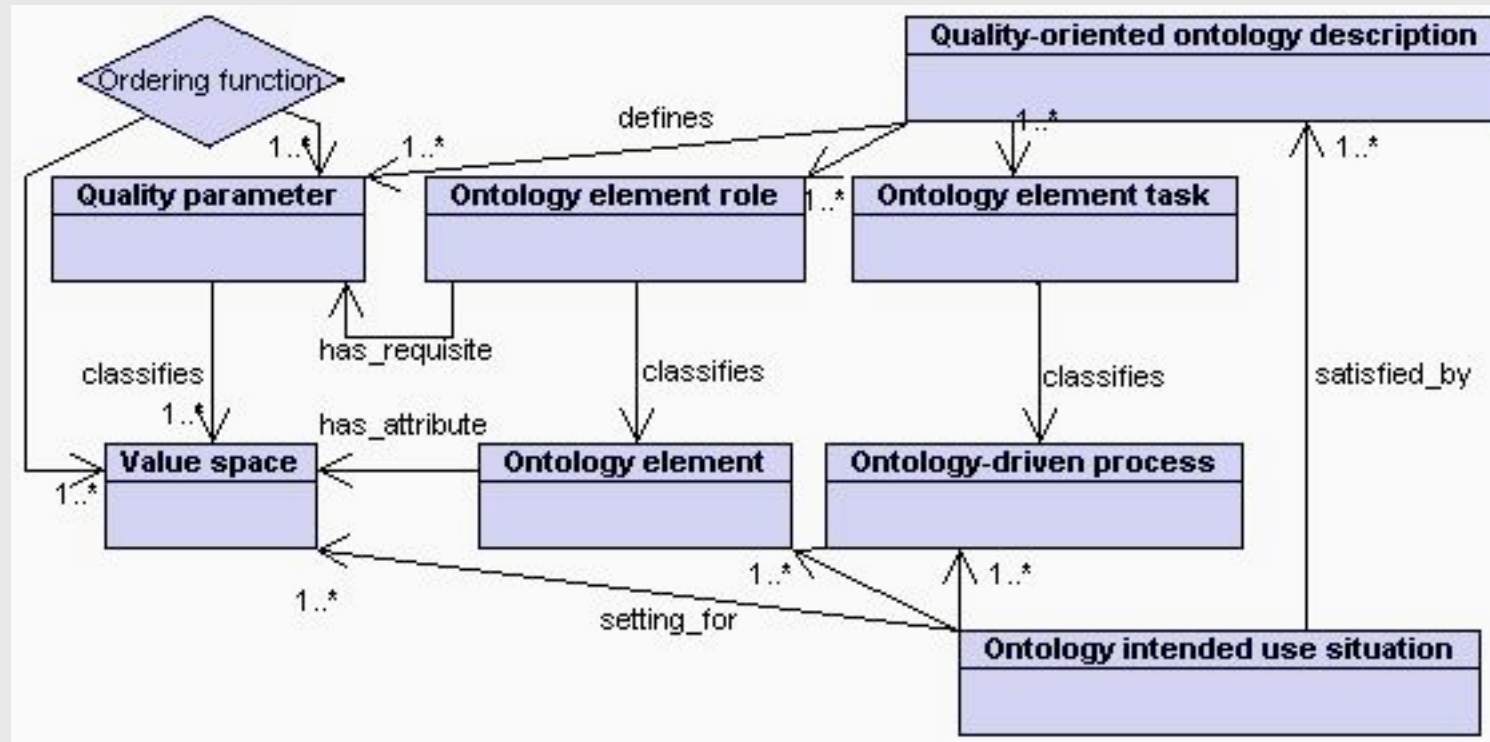 Quality-oriented ontology description
Ordering function
defines
1..*
1..*
1..*
1..*
Quality parameter
Ontology element role
1..*
Ontology element task
has_requisite
classifies
classifies
classifies
satisfied_by
1..*
has_attribute
Value space
Ontology element
Ontology-driven process
1..*
1..*
1..*
1..*
setting_for
Ontology intended use situation